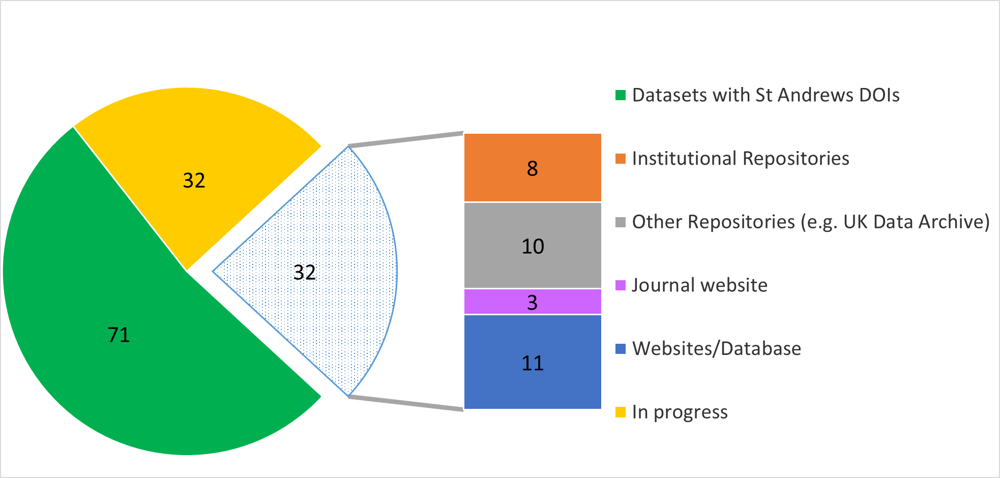 32
71
32
8
10
3
11
Datasets with St Andrews DOIs
Institutional Repositories
Other Repositories (e.g. UK Data Archive)
Journal website
Websites/Database
In progress